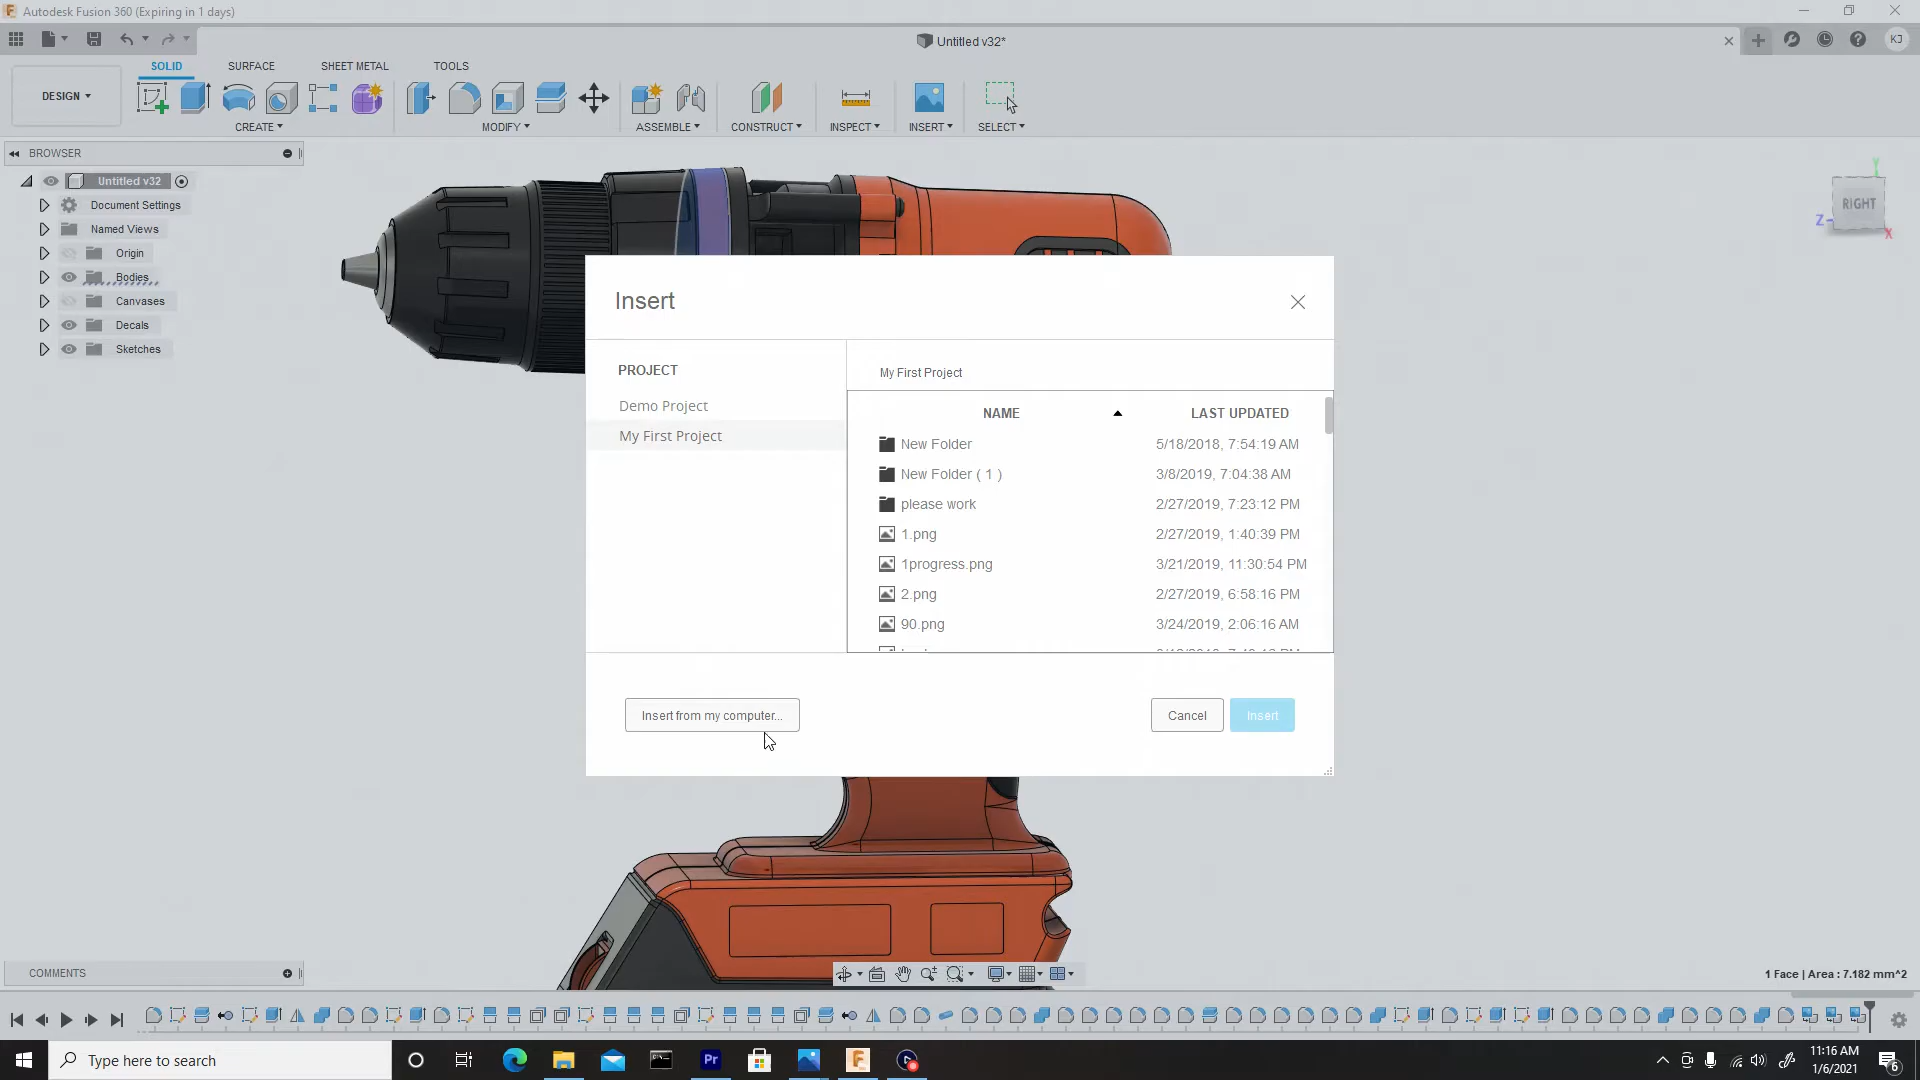 Autodesk Fusion 360 (Expiring in 1 days)
Untitled v32*
KJ
SOLID SURFACE SHEET METAL TOOLS
DESIGN
CREATE MODIFY ASSEMBLE CONSTRUCT INSPECT INSERT SELECT
BROWSER
Untitled v32
Document Settings
Named Views
Origin
Bodies
Canvases
Decals
Sketches
RIGHT
Y
Z
X
Insert
PROJECT
Demo Project
My First Project
My First Project
NAME LAST UPDATED
New Folder 5/18/2018, 7:54:19 AM
New Folder ( 1 ) 3/8/2019, 7:04:38 AM
please work 2/27/2019, 7:23:12 PM
1.png 2/27/2019, 1:40:39 PM
1progress.png 3/21/2019, 11:30:54 PM
2.png 2/27/2019, 6:58:16 PM
90.png 3/24/2019, 2:06:16 AM
Insert from my computer...
Cancel
Insert
COMMENTS
1 Face | Area : 7.182 mm^2
Type here to search
Pr
F
11:16 AM
1/6/2021
6